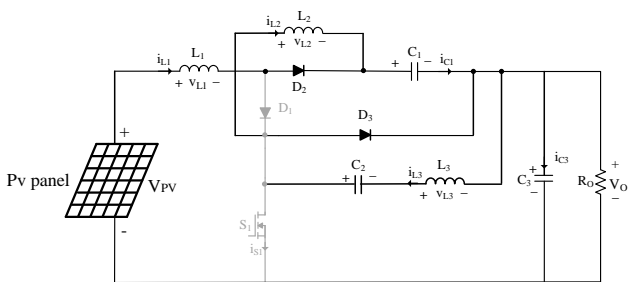 iL2 L2
+ vL2 −
iL1 L1
+ vL1 −
D2
C1 iC1
+ −
D1
D3
C2 iL3 L3
+ − + vL3 −
S1
iS1
Pv panel
+
VPV
-
iC3
+
C3
−
RO
+
VO
−